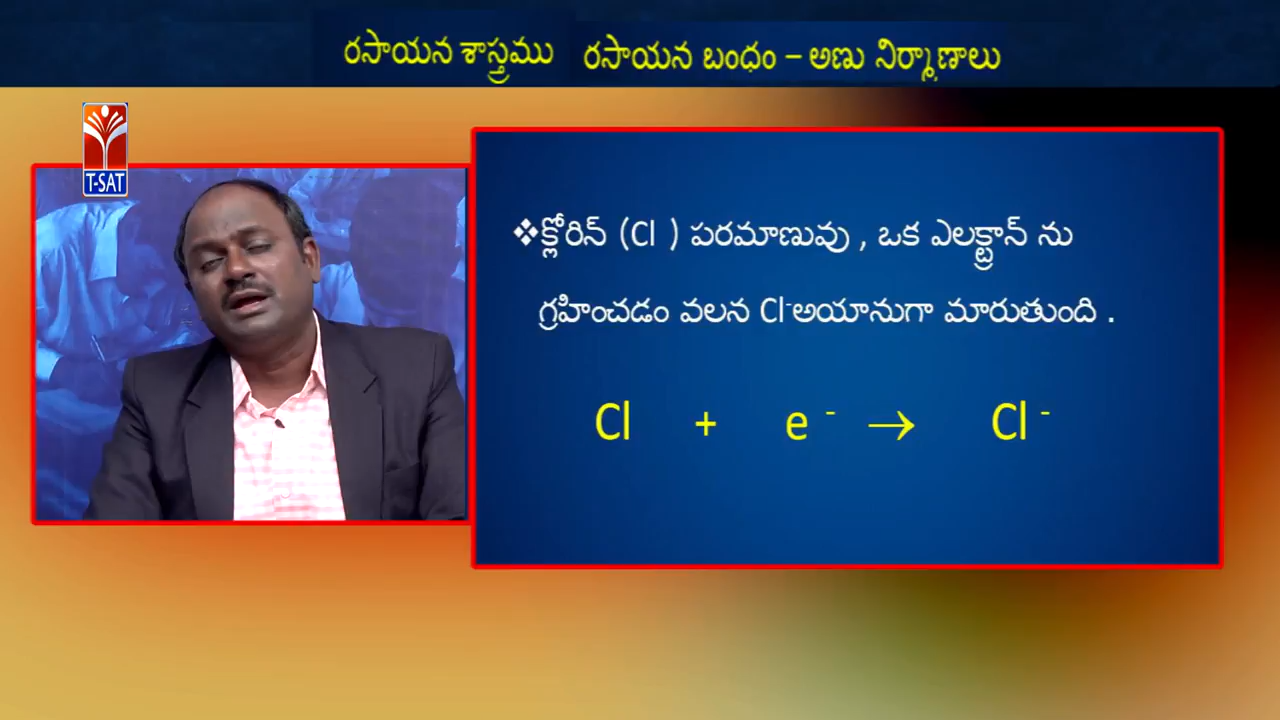 రసాయన శాస్త్రము రసాయన బంధం – అణు నిర్మాణాలు
T-SAT
❖క్లోరిన్ (Cl ) పరమాణువు , ఒక ఎలక్ట్రాన్ ను
గ్రహించడం వలన Cl⁻అయానుగా మారుతుంది .
Cl + e⁻ → Cl⁻